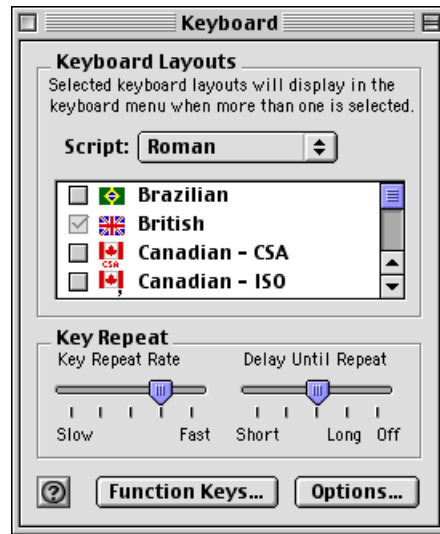 Keyboard
Keyboard Layouts
Selected keyboard layouts will display in the
keyboard menu when more than one is selected.
Script: Roman
Brazilian
British
CSA Canadian - CSA
Canadian - ISO
Key Repeat
Key Repeat Rate Delay Until Repeat
Slow Fast Short Long Off
? Function Keys... Options...